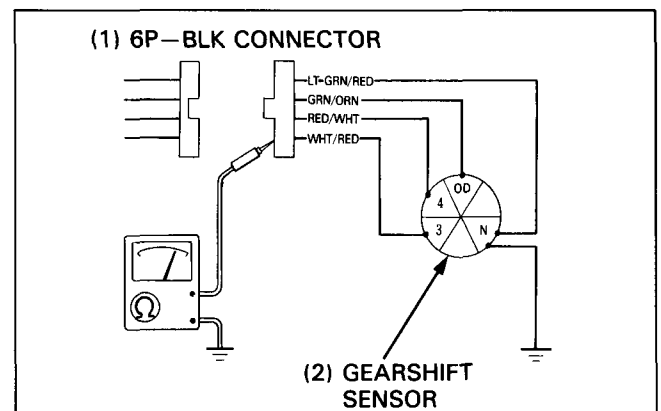 (1) 6P—BLK CONNECTOR
LT-GRN/RED
GRN/ORN
RED/WHT
WHT/RED
OD
4
3
N
Ω
(2) GEARSHIFT
SENSOR